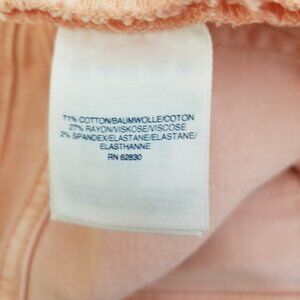 71% COTTON/BAUMWOLLE/COTON
27% RAYON/VISKOSE/VISCOSE
2% SPANDEX/ELASTANE/ELASTANE/
ELASTHANNE
RN 62830